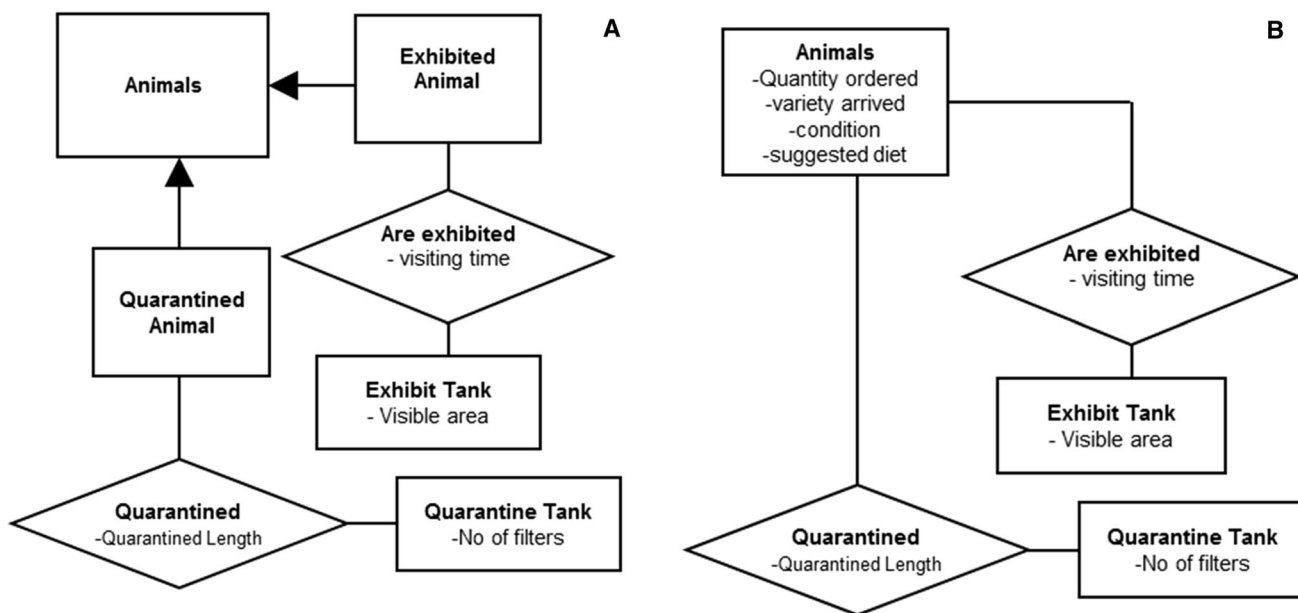 A
Animals
Exhibited
Animal
Are exhibited
- visiting time
Quarantined
Animal
Exhibit Tank
- Visible area
Quarantined
-Quarantined Length
Quarantine Tank
-No of filters
B
Animals
-Quantity ordered
-variety arrived
-condition
-suggested diet
Are exhibited
- visiting time
Exhibit Tank
- Visible area
Quarantined
-Quarantined Length
Quarantine Tank
-No of filters